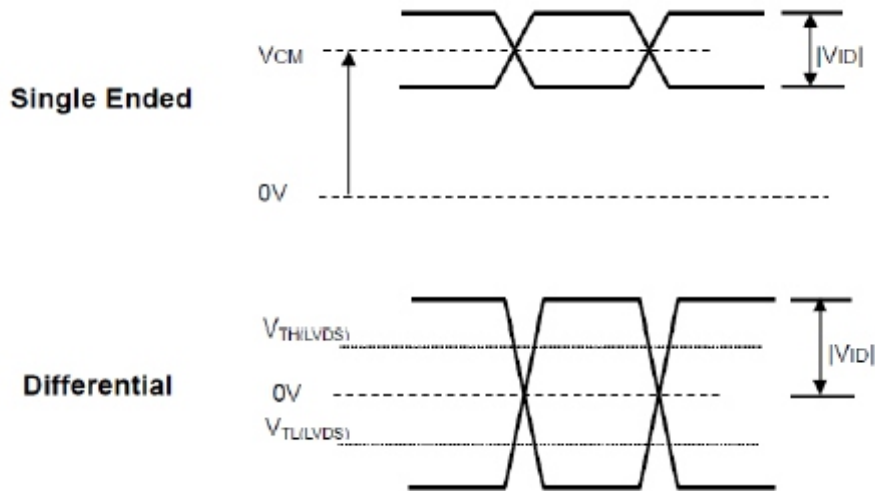 VCM
|VID|
Single Ended
0V
VTH(LVDS)
|VID|
Differential
0V
VTL(LVDS)